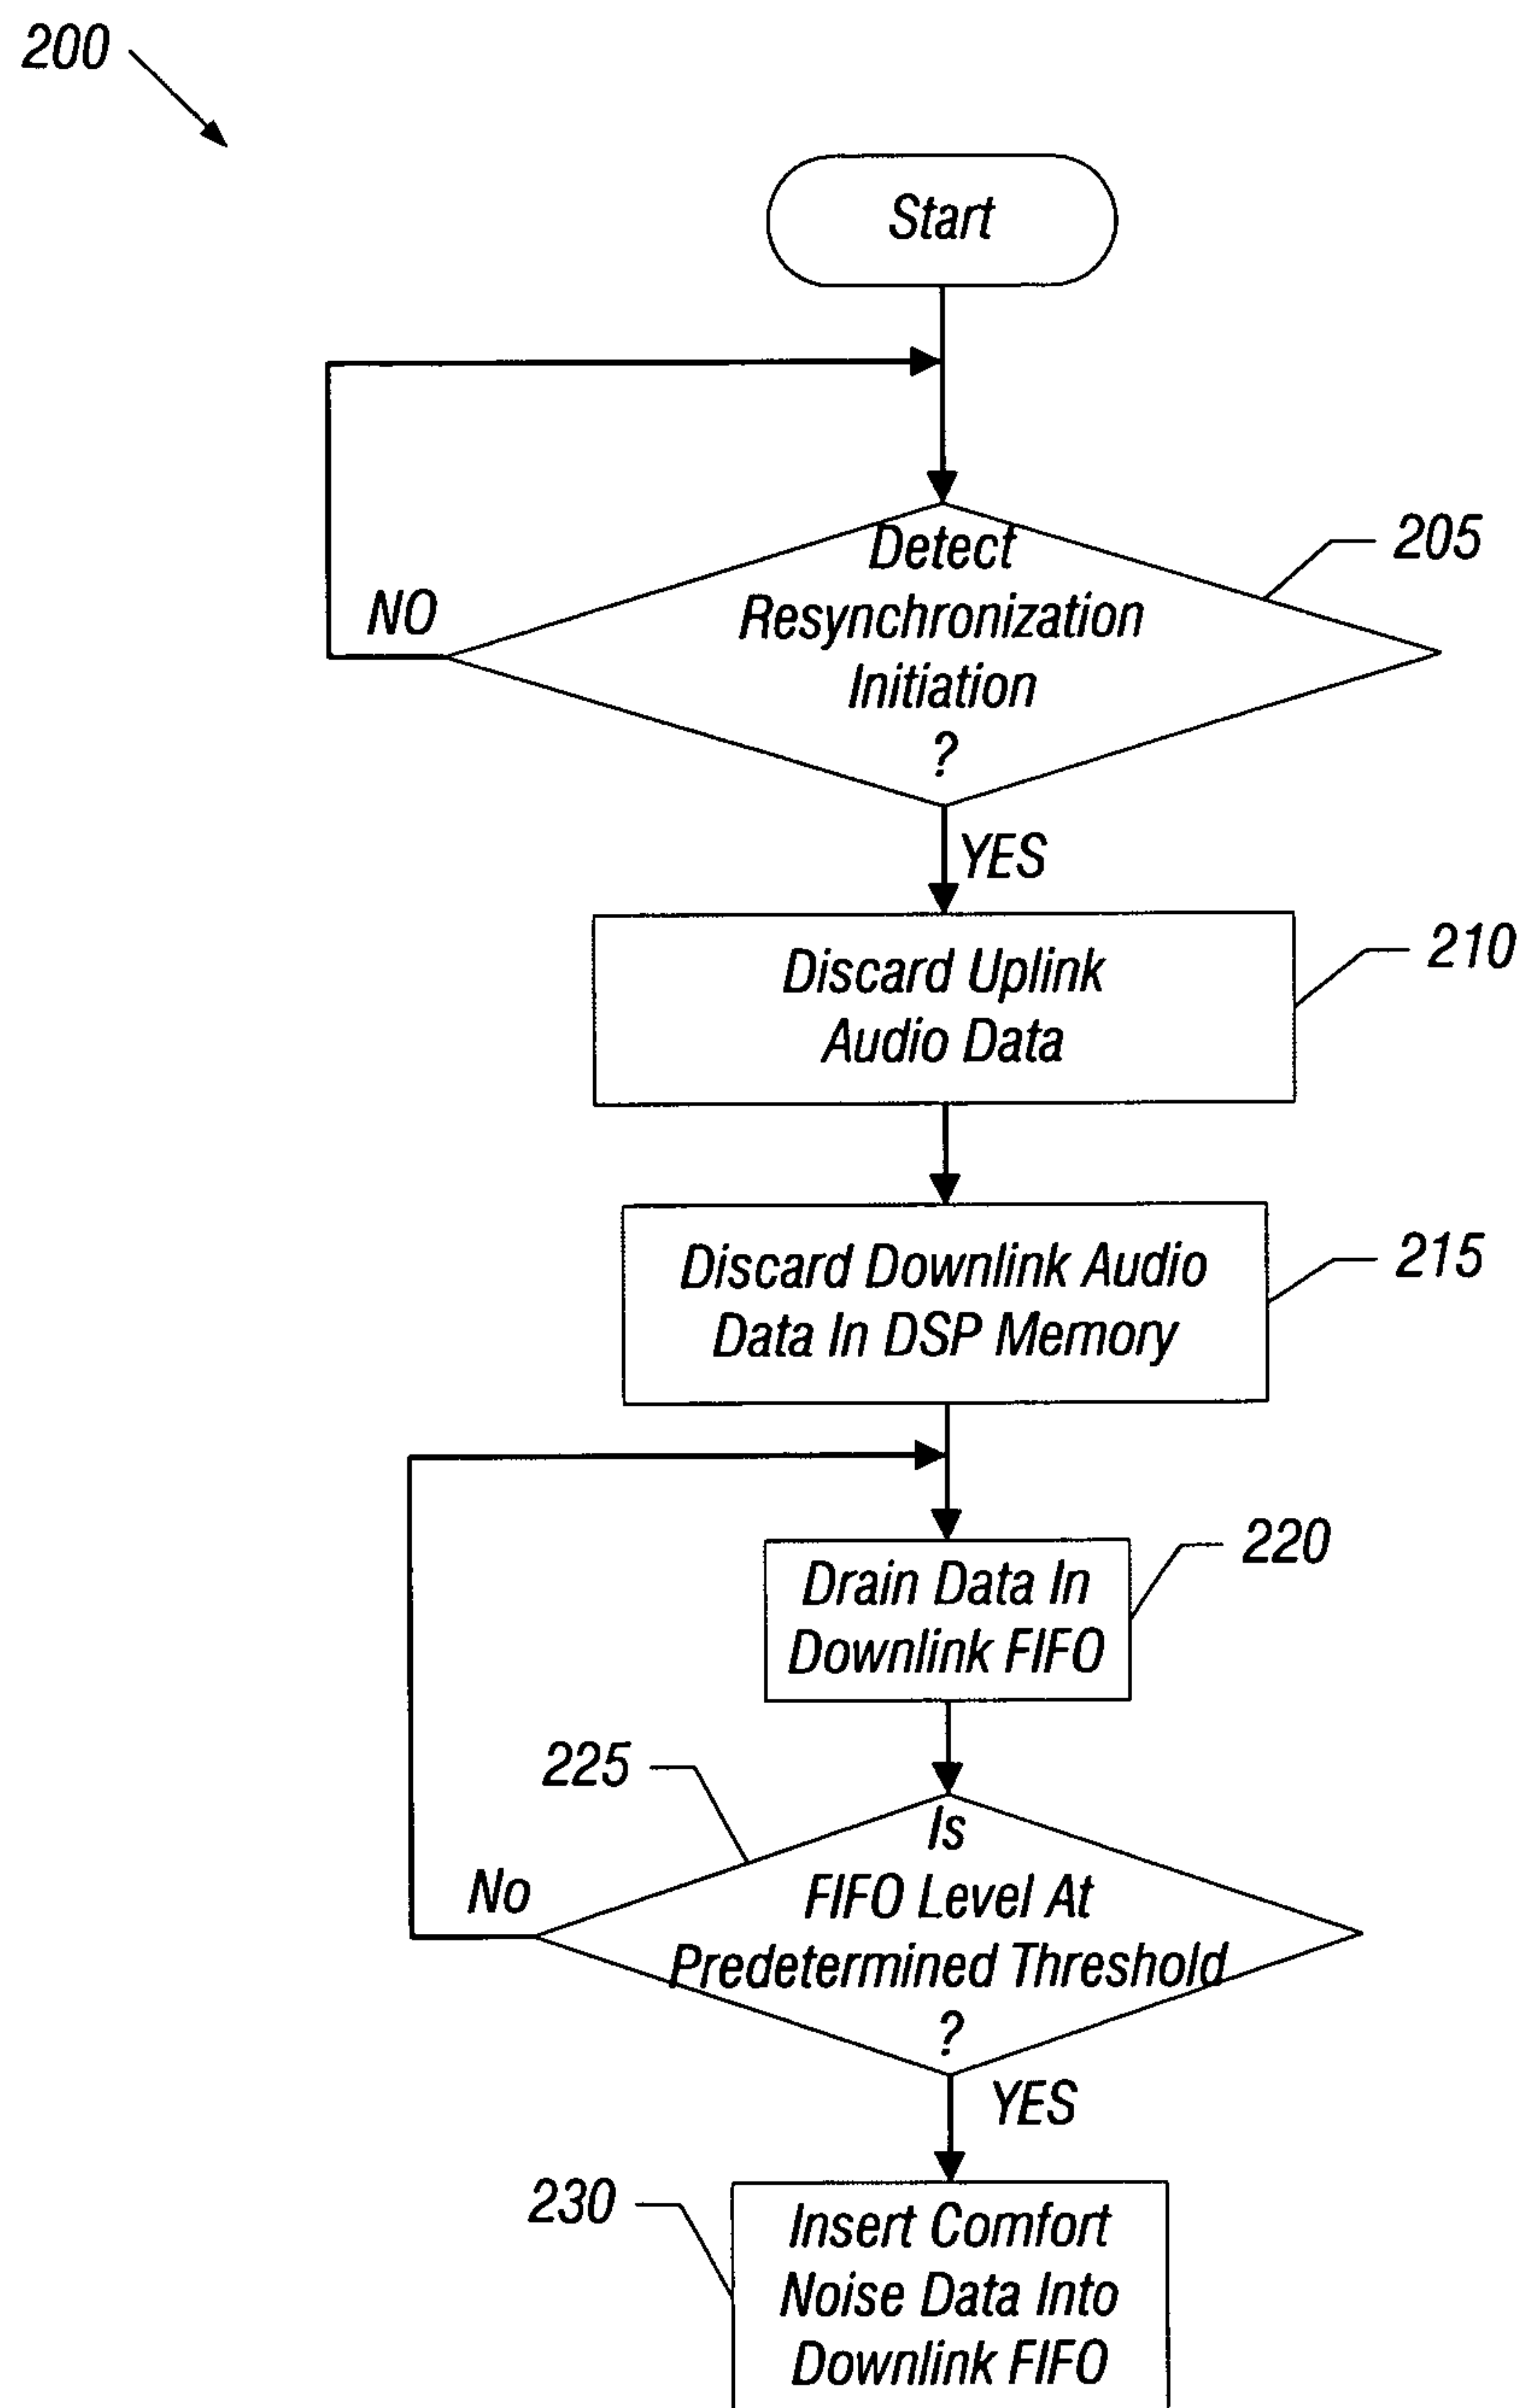 200
Start
Detect
Resynchronization
Initiation
?
205
NO
YES
Discard Uplink
Audio Data
210
Discard Downlink Audio
Data In DSP Memory
215
Drain Data In
Downlink FIFO
220
225
Is
FIFO Level At
Predetermined Threshold
?
No
YES
230
Insert Comfort
Noise Data Into
Downlink FIFO